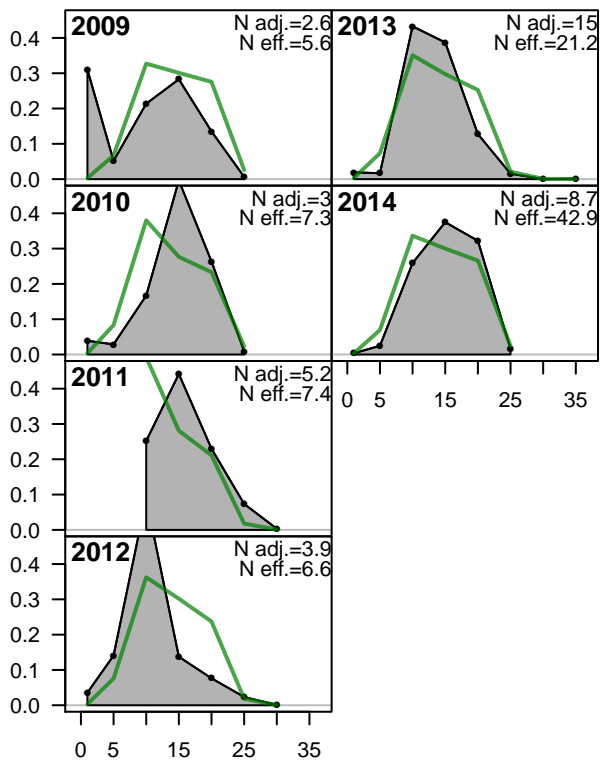 2009
N adj.=2.6
N eff.=5.6
0.4
0.3
0.2
0.1
0.0
2013
N adj.=15
N eff.=21.2
2010
N adj.=3
N eff.=7.3
0.4
0.3
0.2
0.1
0.0
2014
N adj.=8.7
N eff.=42.9
0 5 15 25 35
2011
N adj.=5.2
N eff.=7.4
0.4
0.3
0.2
0.1
0.0
2012
N adj.=3.9
N eff.=6.6
0.4
0.3
0.2
0.1
0.0
0 5 15 25 35